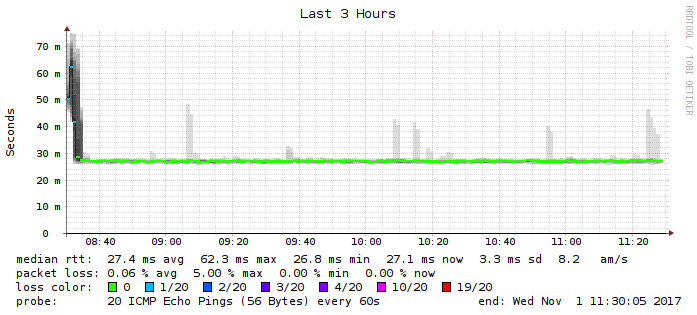 Last 3 Hours
RRDTOOL / TOBI OETIKER
Seconds
70 m
60 m
50 m
40 m
30 m
20 m
10 m
0
08:40 09:00 09:20 09:40 10:00 10:20 10:40 11:00 11:20
median rtt: 27.4 ms avg 62.3 ms max 26.8 ms min 27.1 ms now 3.3 ms sd 8.2 am/s
packet loss: 0.06 % avg 5.00 % max 0.00 % min 0.00 % now
loss color: 0 1/20 2/20 3/20 4/20 10/20 19/20
probe: 20 ICMP Echo Pings (56 Bytes) every 60s end: Wed Nov 1 11:30:05 2017